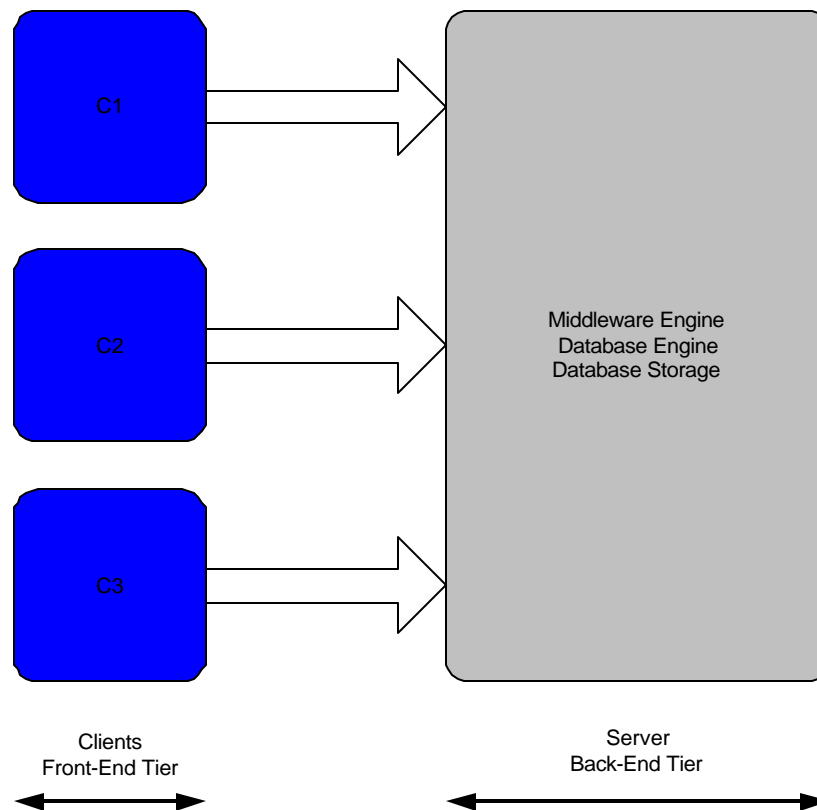 C1
C2
C3
Middleware Engine
Database Engine
Database Storage
Clients
Front-End Tier
Server
Back-End Tier